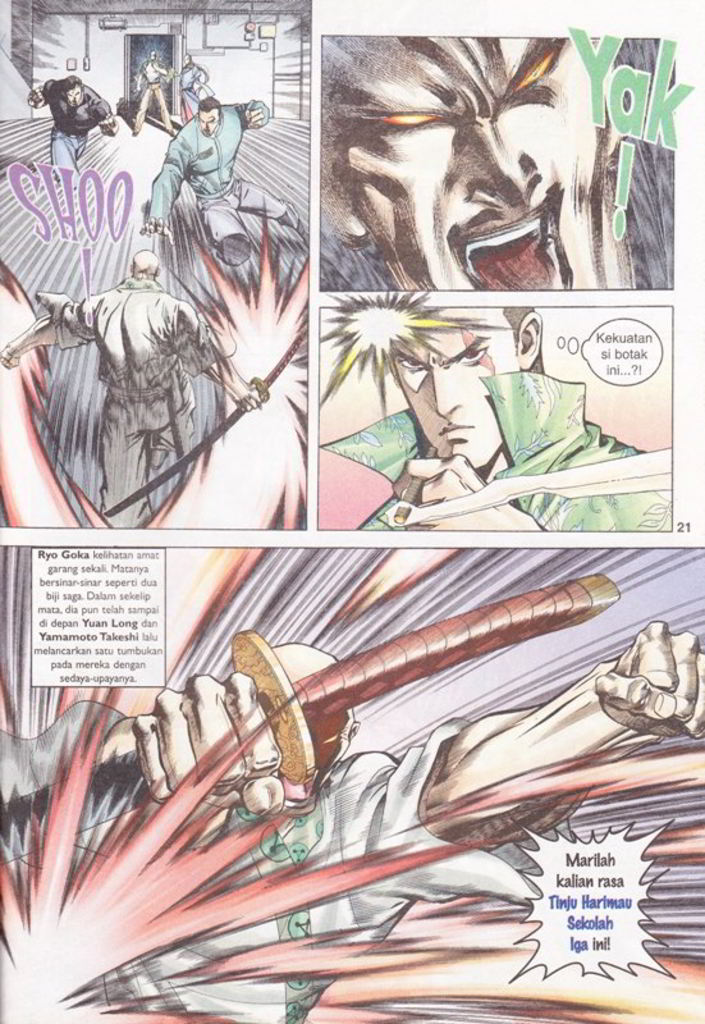 SHOO!
Yak!
Kekuatan
si botak
ini...?!
21
Ryo Goka kelihatan amat
garang sekali. Matanya
bersinar-sinar seperti dua
biji saga. Dalam sekelip
mata, dia pun telah sampai
di depan Yuan Long dan
Yamamoto Takeshi lalu
melancarkan satu tumbukan
pada mereka dengan
sedaya-upayanya.
Marilah
kalian rasa
Tinju Harimau
Sekolah
Iga ini!